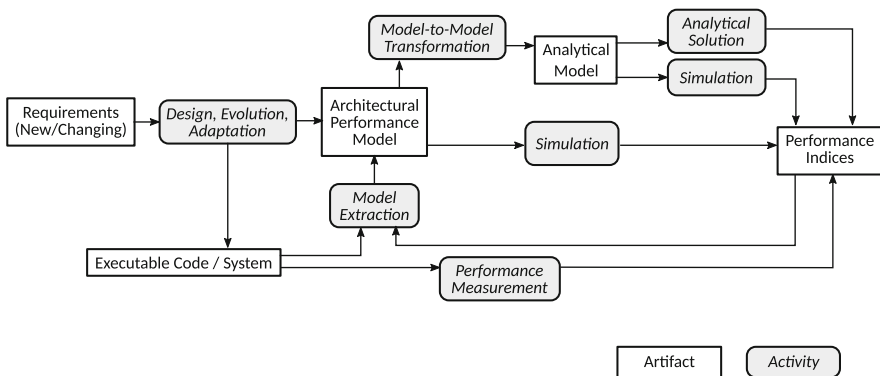 Model-to-Model
Transformation
Analytical
Model
Analytical
Solution
Simulation
Requirements
(New/Changing)
Design, Evolution,
Adaptation
Architectural
Performance
Model
Simulation
Performance
Indices
Model
Extraction
Executable Code / System
Performance
Measurement
Artifact
Activity